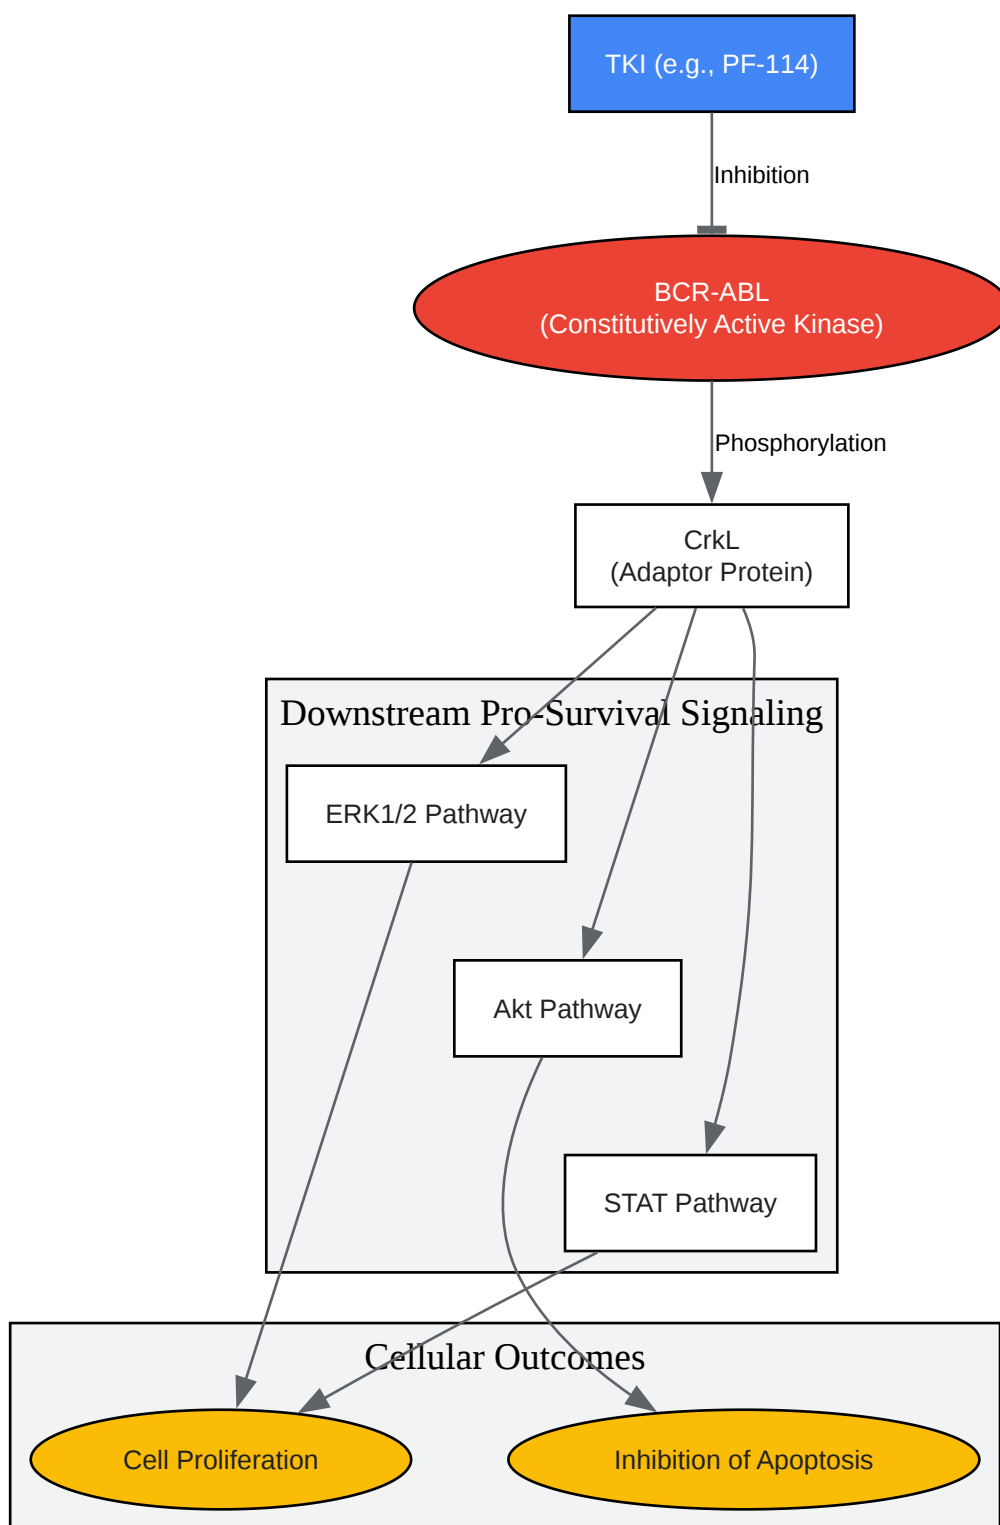 TKI (e.g., PF-114)
Inhibition
BCR-ABL
(Constitutively Active Kinase)
Phosphorylation
CrkL
(Adaptor Protein)
Downstream Pro-Survival Signaling
ERK1/2 Pathway
Akt Pathway
STAT Pathway
Cellular Outcomes
Cell Proliferation
Inhibition of Apoptosis